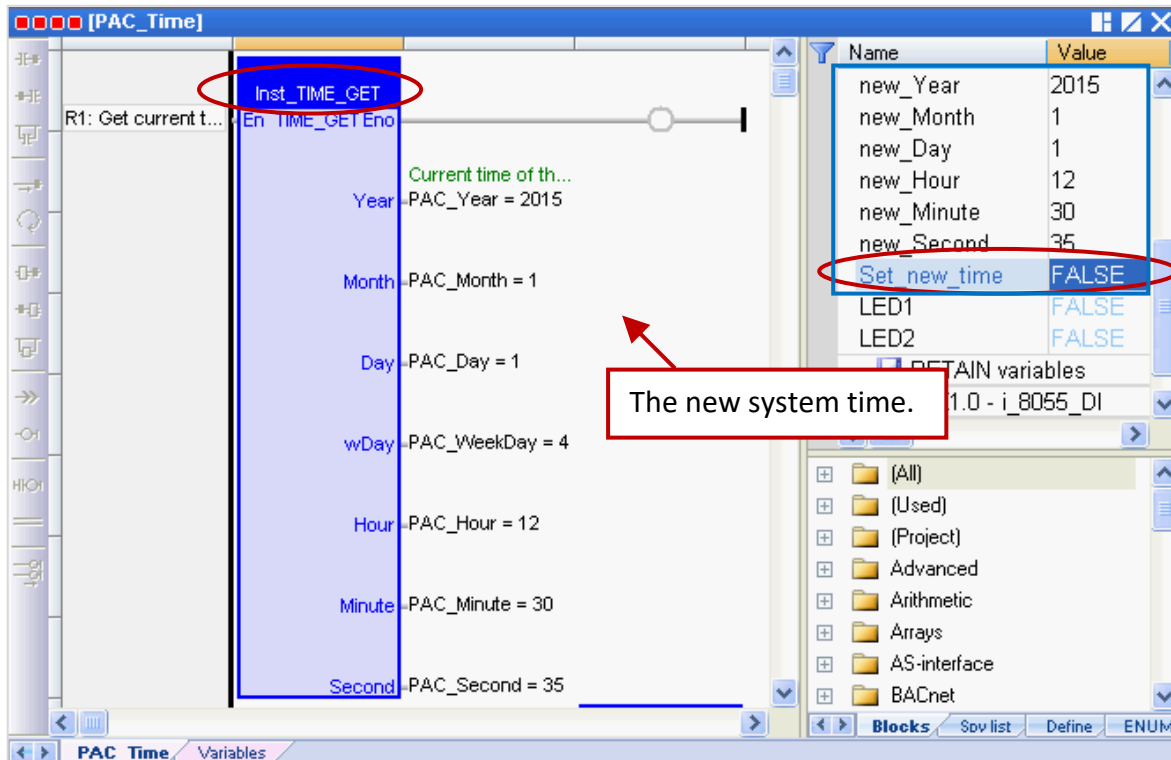 [PAC_Time]
Inst_TIME_GET
R1: Get current t...
En TIME_GET Eno
Current time of th...
Year PAC_Year = 2015
Month PAC_Month = 1
Day PAC_Day = 1
wDay PAC_WeekDay = 4
Hour PAC_Hour = 12
Minute PAC_Minute = 30
Second PAC_Second = 35
The new system time.
Name Value
new_Year 2015
new_Month 1
new_Day 1
new_Hour 12
new_Minute 30
new_Second 35
Set_new_time FALSE
LED1 FALSE
LED2 FALSE
RETAIN variables
1.0 - i_8055_DI
(All)
(Used)
(Project)
Advanced
Arithmetic
Arrays
AS-interface
BACnet
Blocks Spy list Define ENUM
PAC_Time Variables